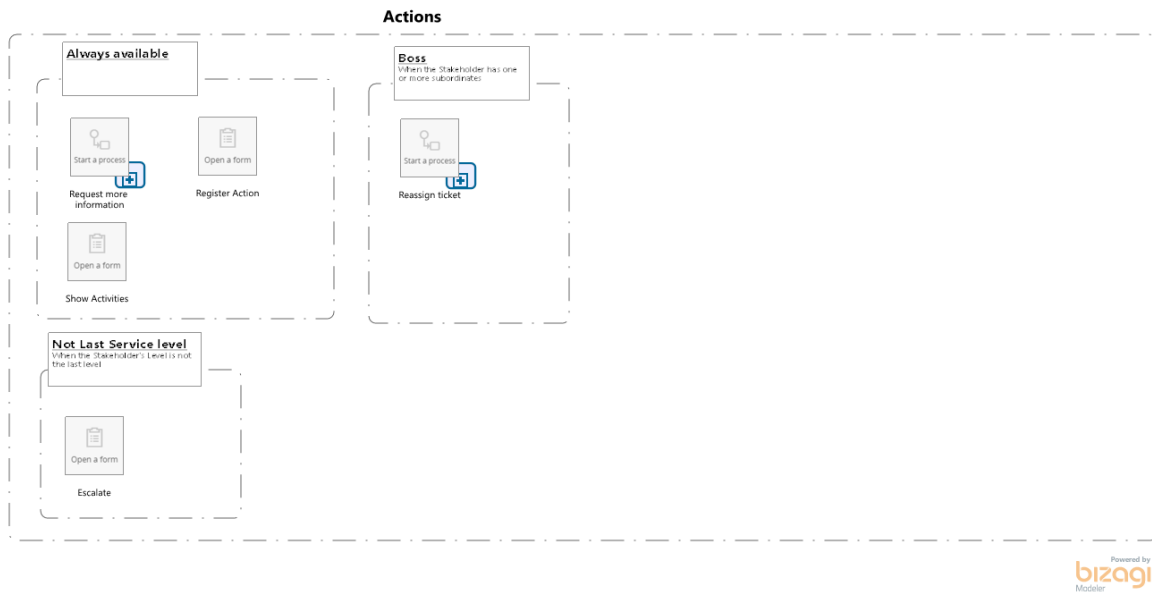 Actions
Always available
Start a process
Request more
information
Open a form
Register Action
Open a form
Show Activities
Boss
When the Stakeholder has one
or more subordinates
Start a process
Reassign ticket
Not Last Service level
When the Stakeholder's Level is not
the last level
Open a form
Escalate
Powered by
bizagi
Modeler